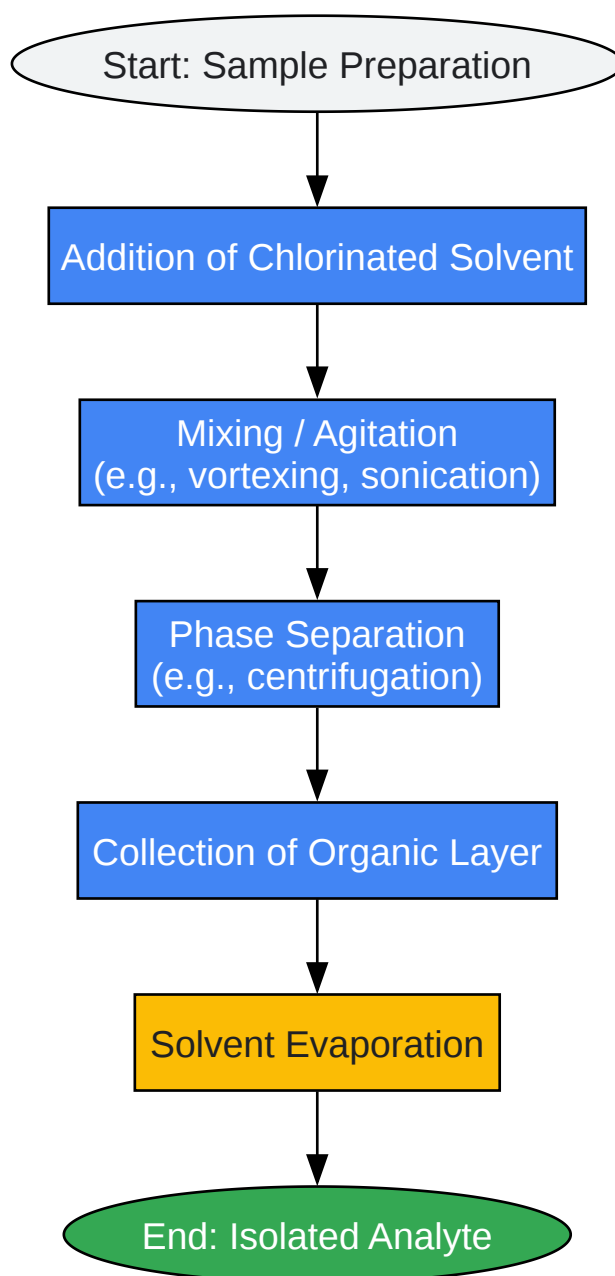 Start: Sample Preparation
Addition of Chlorinated Solvent
Mixing / Agitation
(e.g., vortexing, sonication)
Phase Separation
(e.g., centrifugation)
Collection of Organic Layer
Solvent Evaporation
End: Isolated Analyte